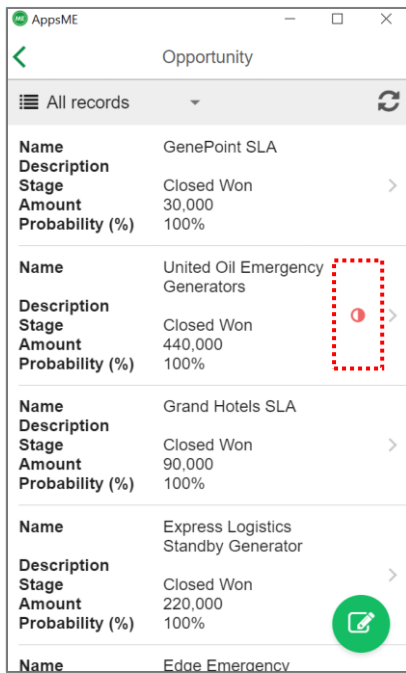 ME AppsME
Opportunity
All records
Name GenePoint SLA
Description
Stage Closed Won
Amount 30,000
Probability (%) 100%
Name United Oil Emergency
Generators
Description
Stage Closed Won
Amount 440,000
Probability (%) 100%
Name Grand Hotels SLA
Description
Stage Closed Won
Amount 90,000
Probability (%) 100%
Name Express Logistics
Standby Generator
Description
Stage Closed Won
Amount 220,000
Probability (%) 100%
Name Edge Emergency